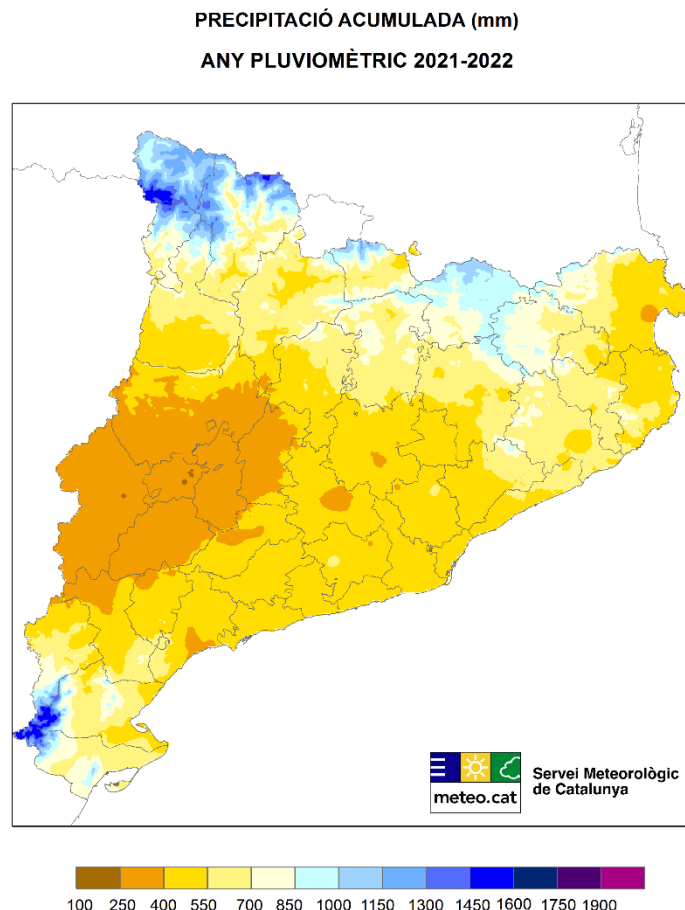 PRECIPITACIÓ ACUMULADA (mm)
ANY PLUVIOMÈTRIC 2021-2022
meteo.cat
Servei Meteorològic
de Catalunya
100 250 400 550 700 850 1000 1150 1300 1450 1600 1750 1900